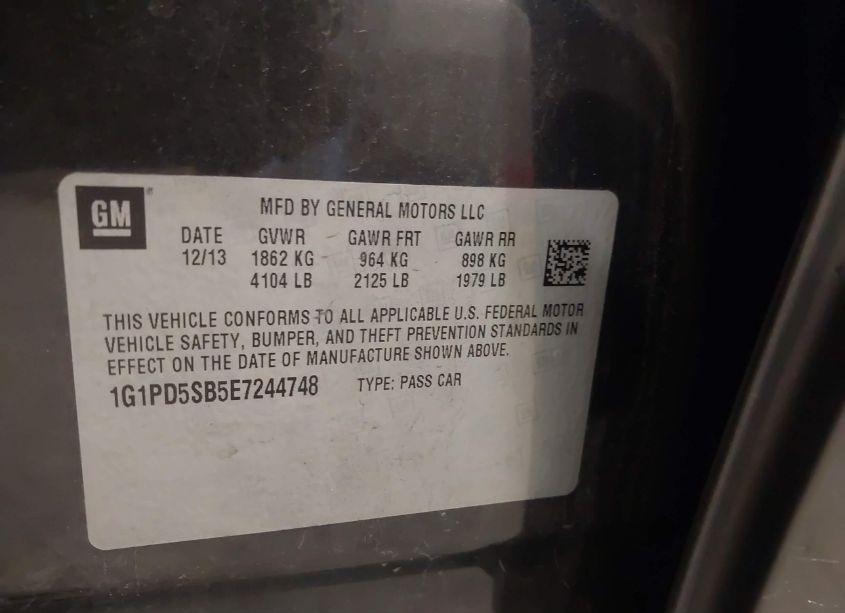 GM
MFD BY GENERAL MOTORS LLC
DATE GVWR GAWR FRT GAWR RR
12/13 1862 KG 964 KG 898 KG
4104 LB 2125 LB 1979 LB
THIS VEHICLE CONFORMS TO ALL APPLICABLE U.S. FEDERAL MOTOR
VEHICLE SAFETY, BUMPER, AND THEFT PREVENTION STANDARDS IN
EFFECT ON THE DATE OF MANUFACTURE SHOWN ABOVE.
1G1PD5SB5E7244748 TYPE: PASS CAR